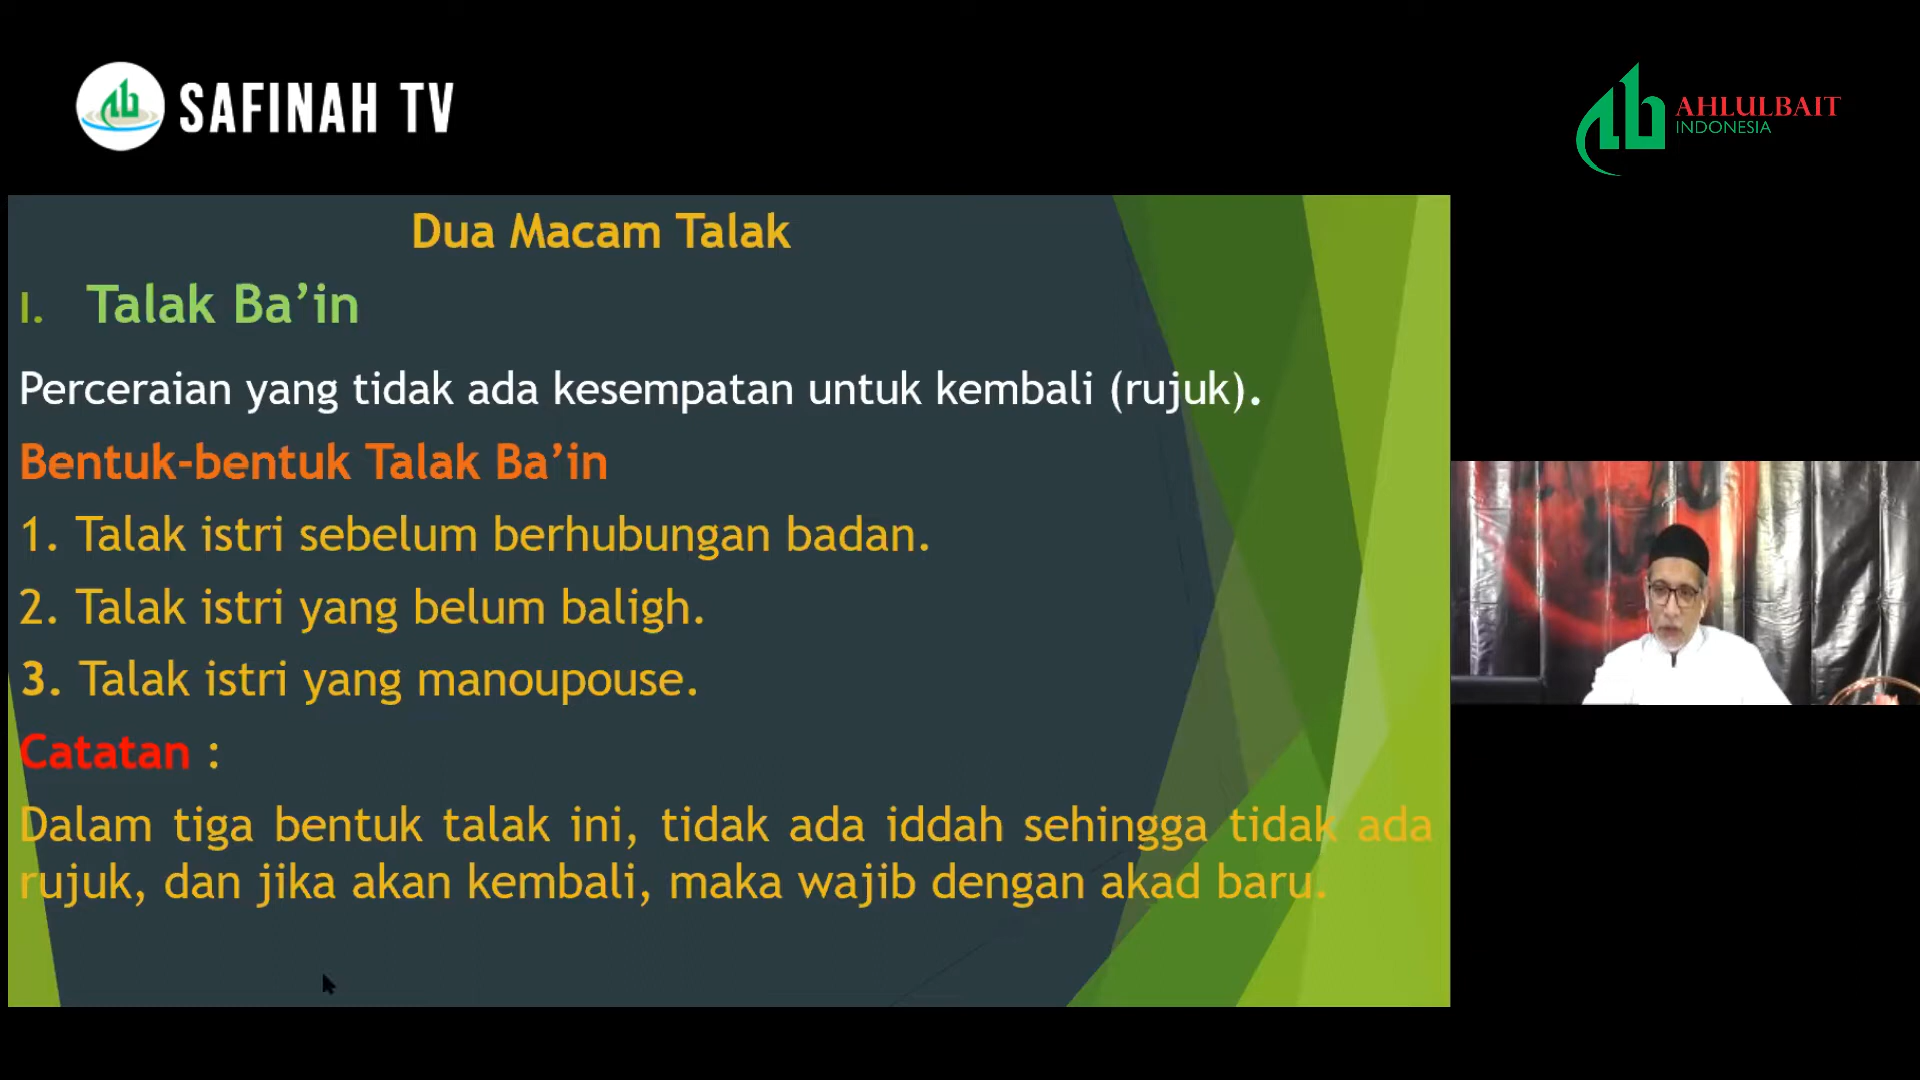 SAFINAH TV
AHLULBAIT
INDONESIA
Dua Macam Talak
I. Talak Ba’in
Perceraian yang tidak ada kesempatan untuk kembali (rujuk).
Bentuk-bentuk Talak Ba’in
1. Talak istri sebelum berhubungan badan.
2. Talak istri yang belum baligh.
3. Talak istri yang manoupouse.
Catatan :
Dalam tiga bentuk talak ini, tidak ada iddah sehingga tidak ada
rujuk, dan jika akan kembali, maka wajib dengan akad baru.